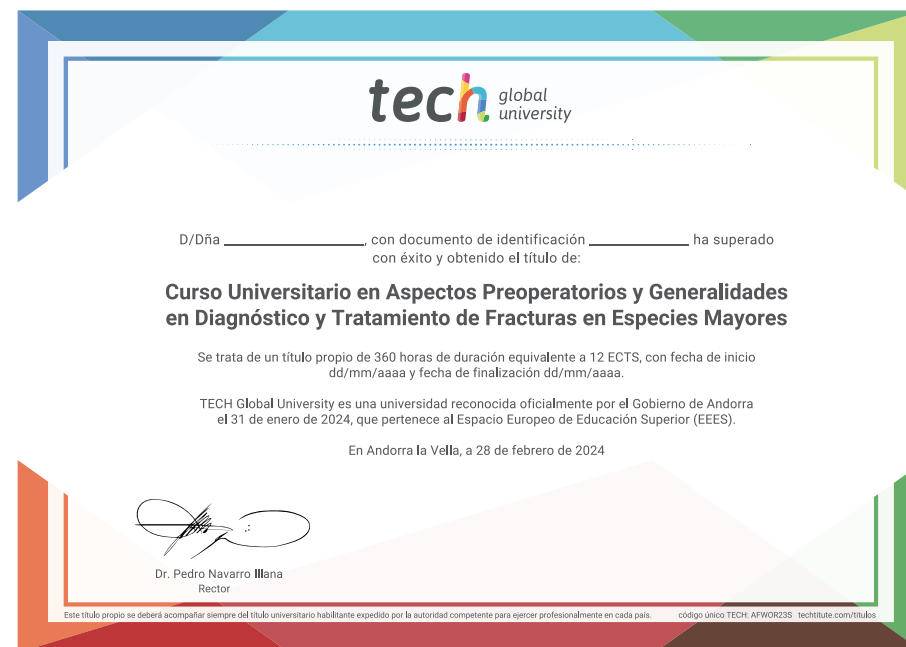 tech global
university
D/Dña ______________, con documento de identificación __________ ha superado
con éxito y obtenido el título de:
Curso Universitario en Aspectos Preoperatorios y Generalidades
en Diagnóstico y Tratamiento de Fracturas en Especies Mayores
Se trata de un título propio de 360 horas de duración equivalente a 12 ECTS, con fecha de inicio
dd/mm/aaaa y fecha de finalización dd/mm/aaaa.
TECH Global University es una universidad reconocida oficialmente por el Gobierno de Andorra
el 31 de enero de 2024, que pertenece al Espacio Europeo de Educación Superior (EEES).
En Andorra la Vella, a 28 de febrero de 2024
Dr. Pedro Navarro Illana
Rector
Este título propio se deberá acompañar siempre del título universitario habilitante expedido por la autoridad competente para ejercer profesionalmente en cada país. código único TECH: AFWOR23S techtitute.com/títulos